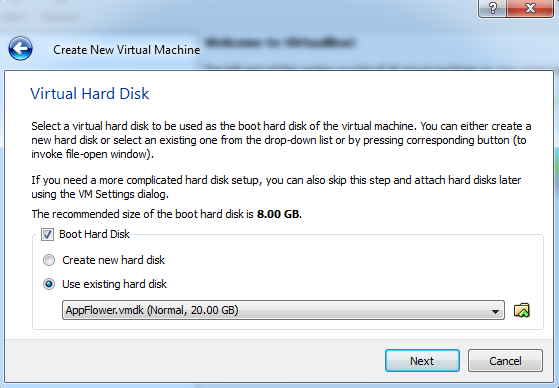 ?
X
Create New Virtual Machine
Welcome to VirtualBox!
Virtual Hard Disk
Select a virtual hard disk to be used as the boot hard disk of the virtual machine. You can either create a
new hard disk or select an existing one from the drop-down list or by pressing corresponding button (to
invoke file-open window).
If you need a more complicated hard disk setup, you can also skip this step and attach hard disks later
using the VM Settings dialog.
The recommended size of the boot hard disk is 8.00 GB.
Boot Hard Disk
Create new hard disk
Use existing hard disk
AppFlower.vmdk (Normal, 20.00 GB)
Next
Cancel